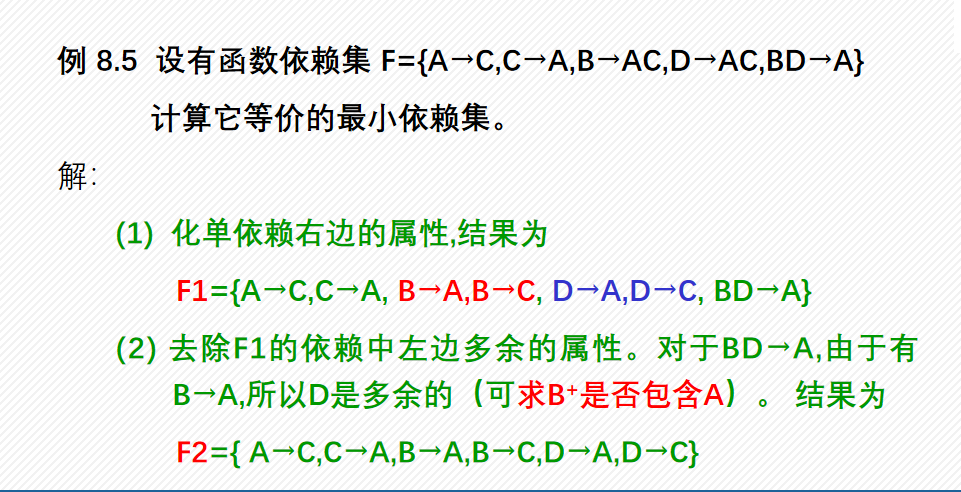 例 8.5 设有函数依赖集 F={A→C,C→A,B→AC,D→AC,BD→A}
计算它等价的最小依赖集。
解:
(1) 化单依赖右边的属性,结果为
F1={A→C,C→A, B→A,B→C, D→A,D→C, BD→A}
(2) 去除F1的依赖中左边多余的属性。对于BD→A,由于有
B→A,所以D是多余的（可求B⁺是否包含A）。 结果为
F2={ A→C,C→A,B→A,B→C,D→A,D→C}